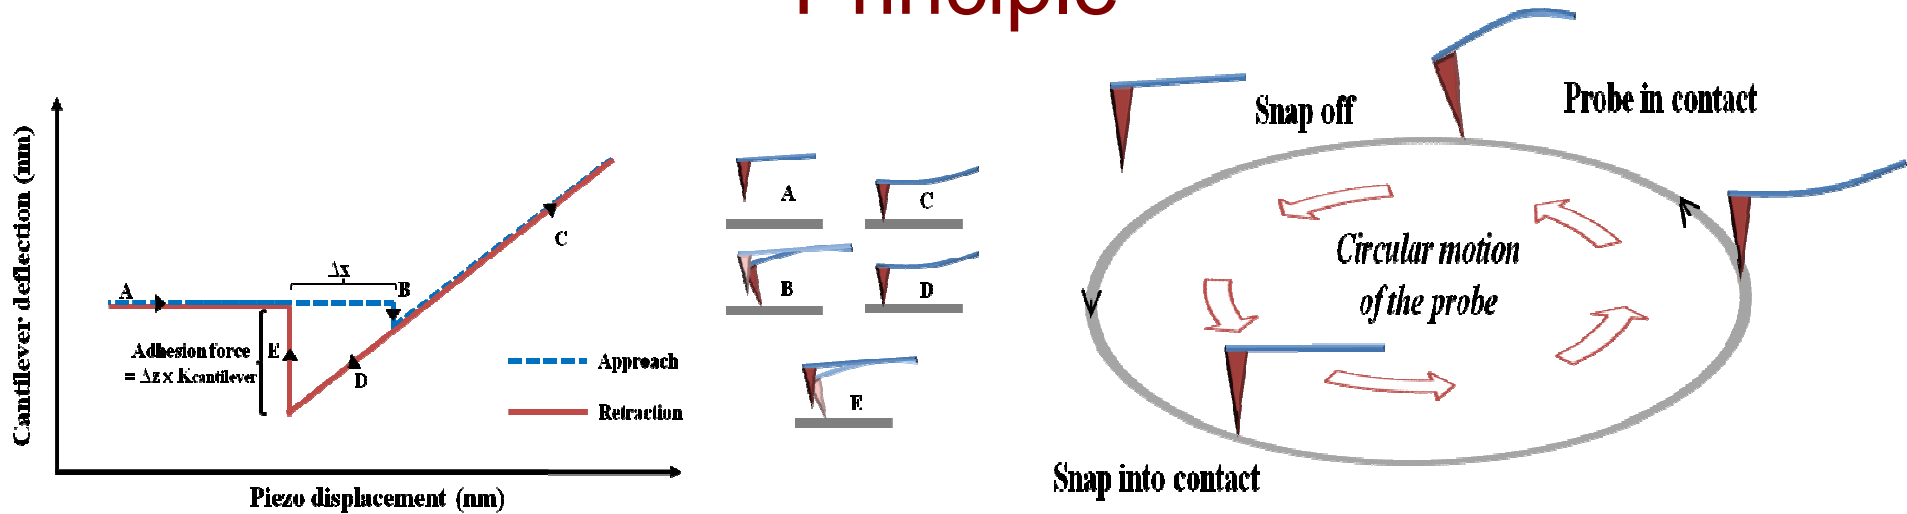 Principle
Cantilever deflection (nm)
A
Δx
B
C
Adhesion force
= Δz x Kcantilever
E
D
Approach
Retraction
Piezo displacement (nm)
A
C
B
D
E
Snap off
Probe in contact
Circular motion
of the probe
Snap into contact